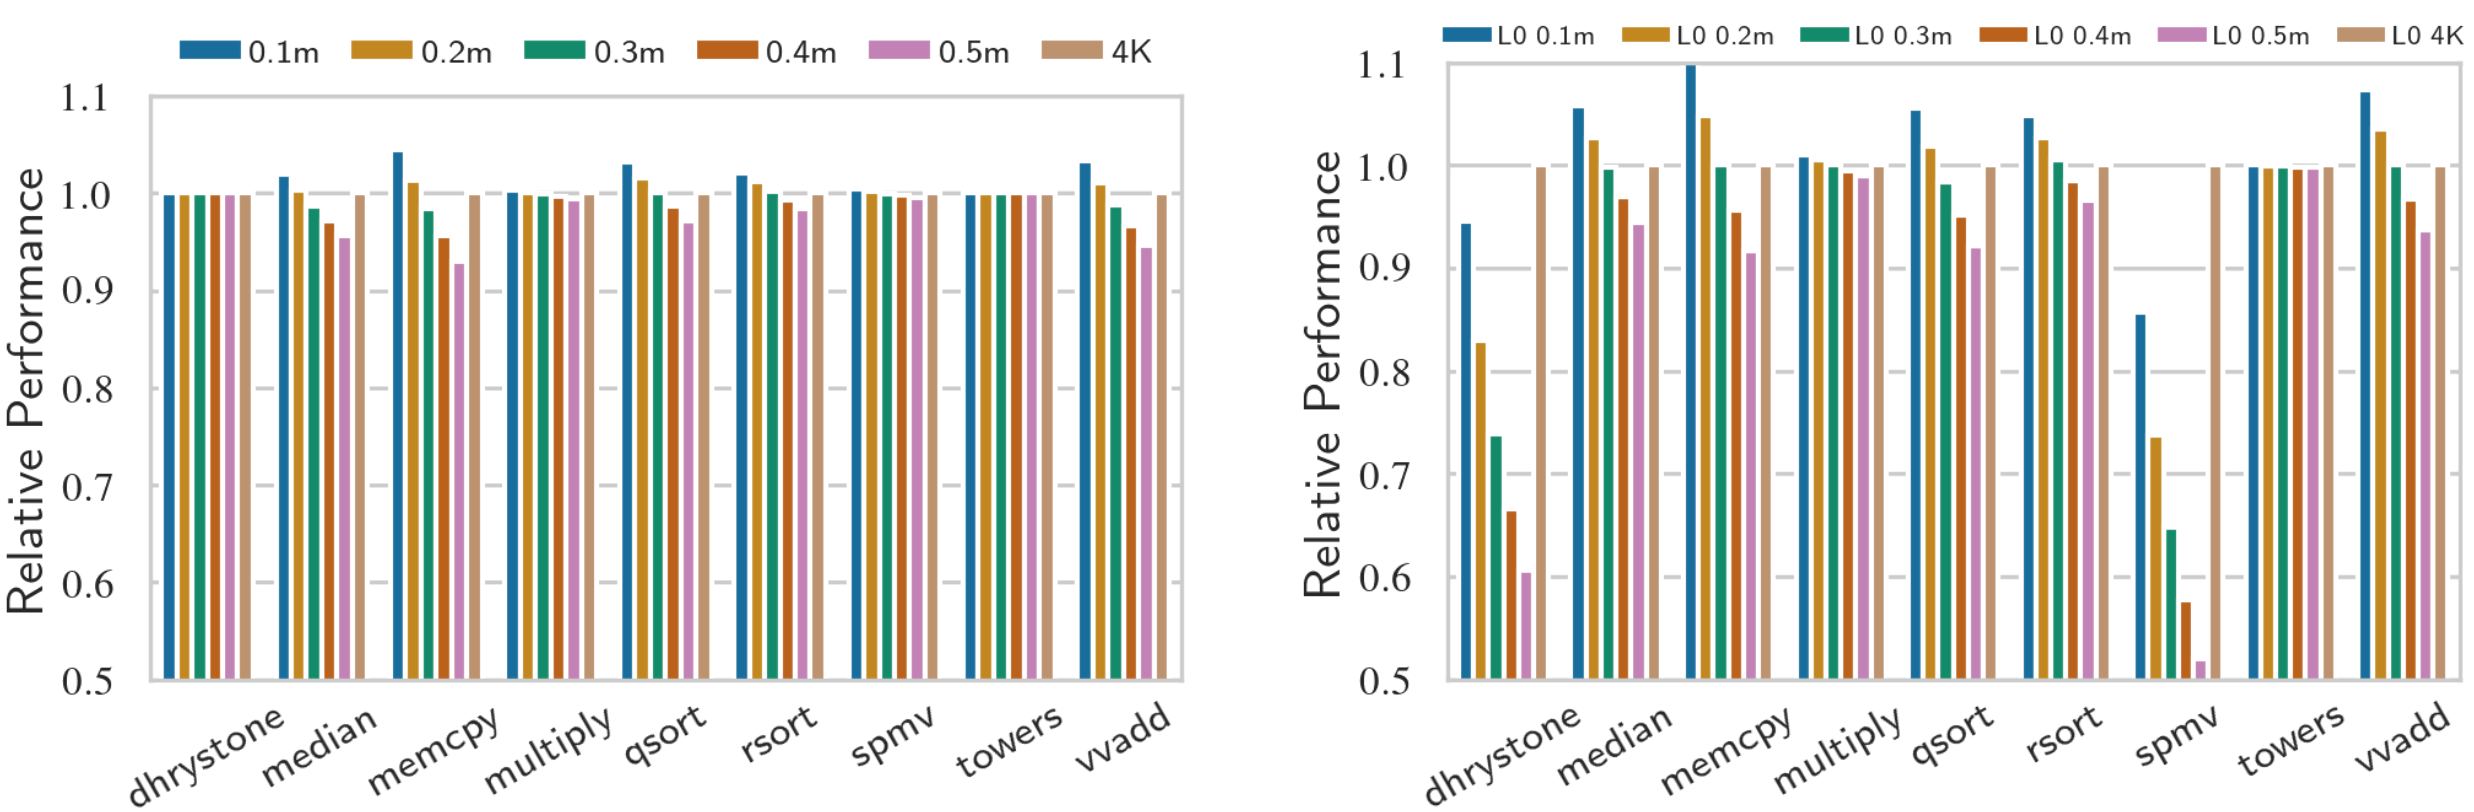 0.1m 0.2m 0.3m 0.4m 0.5m 4K
Relative Performance
1.1
1.0
0.9
0.8
0.7
0.6
0.5
dhrystone median memcpy multiply qsort rsort spmv towers vvadd
L0 0.1m L0 0.2m L0 0.3m L0 0.4m L0 0.5m L0 4K
Relative Performance
1.1
1.0
0.9
0.8
0.7
0.6
0.5
dhrystone median memcpy multiply qsort rsort spmv towers vvadd